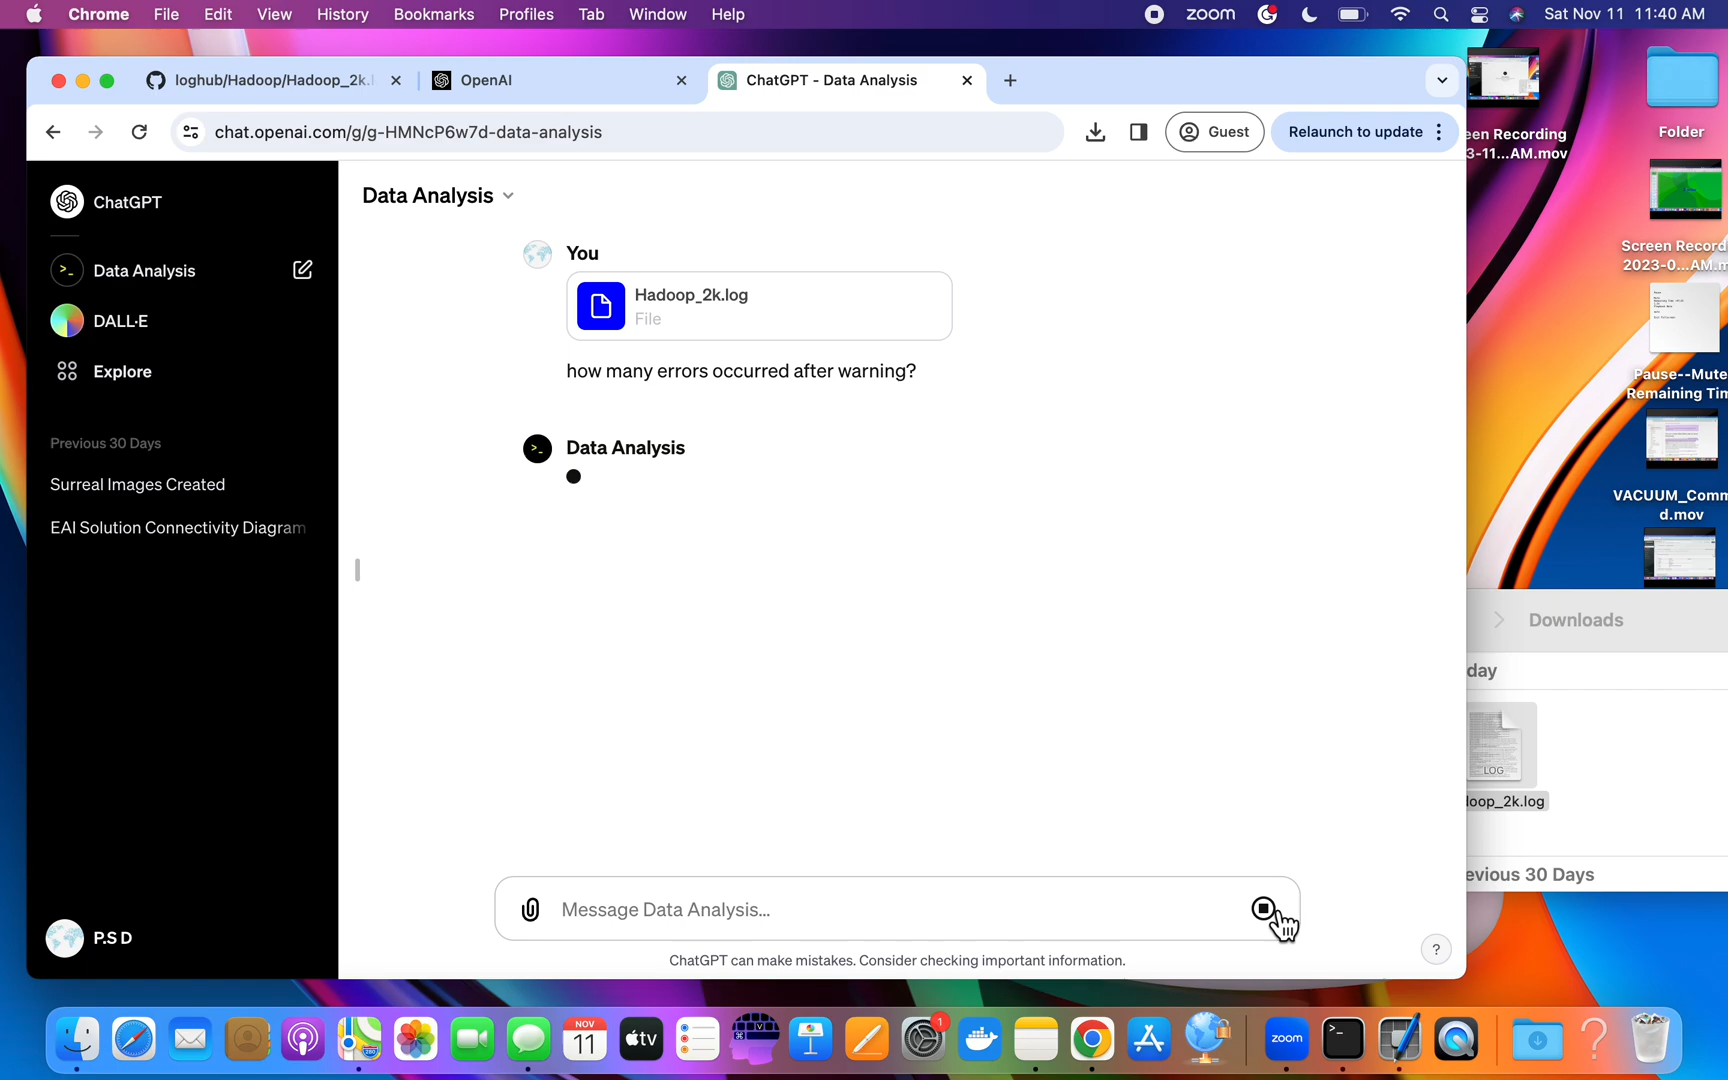 Chrome File Edit View History Bookmarks Profiles Tab Window Help zoom Sat Nov 11 11:40 AM
loghub/Hadoop/Hadoop_2k. OpenAI ChatGPT - Data Analysis
chat.openai.com/g/g-HMNcP6w7d-data-analysis Guest Relaunch to update
ChatGPT
Data Analysis
DALL·E
Explore
Previous 30 Days
Surreal Images Created
EAI Solution Connectivity Diagram
P.S D
Data Analysis
You
Hadoop_2k.log
File
how many errors occurred after warning?
Data Analysis
Message Data Analysis...
ChatGPT can make mistakes. Consider checking important information.
?
een Recording
3-11...AM.mov
Folder
Screen Record
2023-0...AM.m
Pause--Mute
Remaining Tim
VACUUM_Comm
d.mov
Downloads
day
LOG
loop_2k.log
evious 30 Days
NOV
11
tv
280
1
zoom